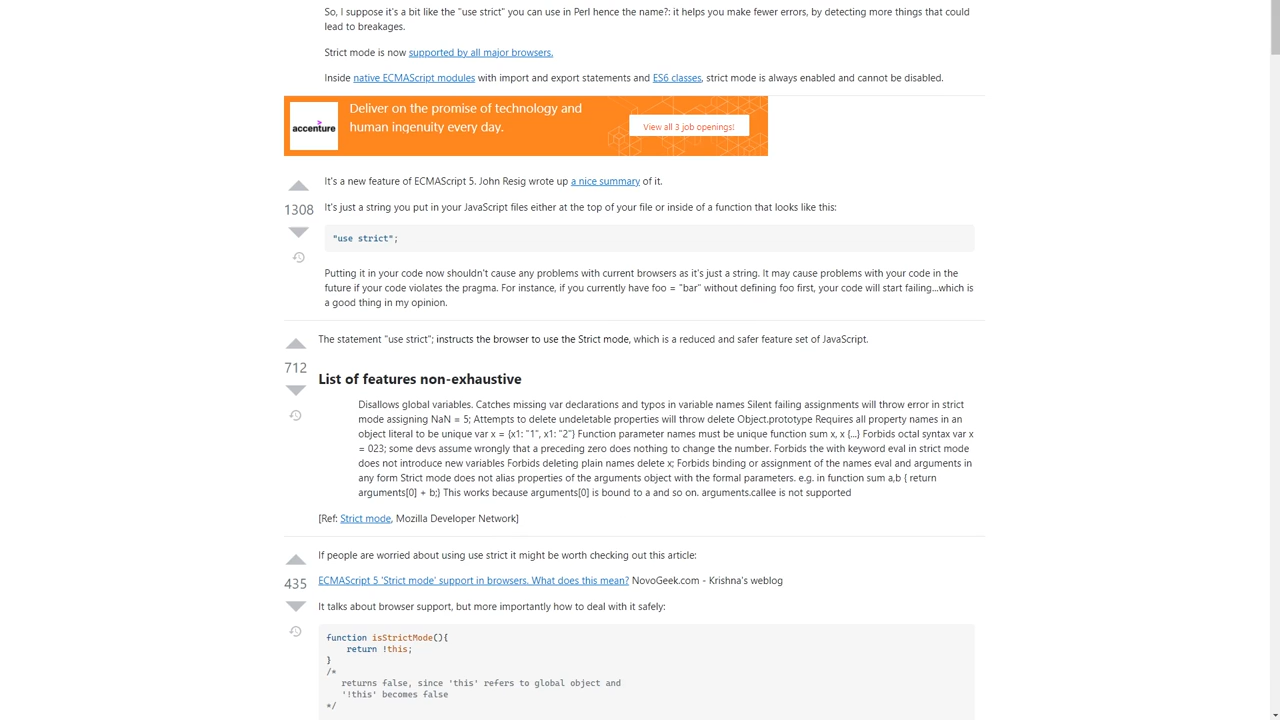 So, I suppose it's a bit like the "use strict" you can use in Perl hence the name?: it helps you make fewer errors, by detecting more things that could
lead to breakages.
Strict mode is now supported by all major browsers.
Inside native ECMAScript modules with import and export statements and ES6 classes, strict mode is always enabled and cannot be disabled.
accenture
Deliver on the promise of technology and
human ingenuity every day.
View all 3 job openings!
It's a new feature of ECMAScript 5. John Resig wrote up a nice summary of it.
1308
It's just a string you put in your JavaScript files either at the top of your file or inside of a function that looks like this:
"use strict";
Putting it in your code now shouldn't cause any problems with current browsers as it's just a string. It may cause problems with your code in the
future if your code violates the pragma. For instance, if you currently have foo = "bar" without defining foo first, your code will start failing...which is
a good thing in my opinion.
The statement "use strict"; instructs the browser to use the Strict mode, which is a reduced and safer feature set of JavaScript.
712
List of features non-exhaustive
Disallows global variables. Catches missing var declarations and typos in variable names Silent failing assignments will throw error in strict
mode assigning NaN = 5; Attempts to delete undeletable properties will throw delete Object.prototype Requires all property names in an
object literal to be unique var x = {x1: "1", x1: "2"} Function parameter names must be unique function sum x, x {...} Forbids octal syntax var x
= 023; some devs assume wrongly that a preceding zero does nothing to change the number. Forbids the with keyword eval in strict mode
does not introduce new variables Forbids deleting plain names delete x; Forbids binding or assignment of the names eval and arguments in
any form Strict mode does not alias properties of the arguments object with the formal parameters. e.g. in function sum a,b { return
arguments[0] + b;} This works because arguments[0] is bound to a and so on. arguments.callee is not supported
[Ref: Strict mode, Mozilla Developer Network]
If people are worried about using use strict it might be worth checking out this article:
435
ECMAScript 5 'Strict mode' support in browsers. What does this mean? NovoGeek.com - Krishna's weblog
It talks about browser support, but more importantly how to deal with it safely:
function isStrictMode(){
return !this;
}
/*
returns false, since 'this' refers to global object and
'!this' becomes false
*/